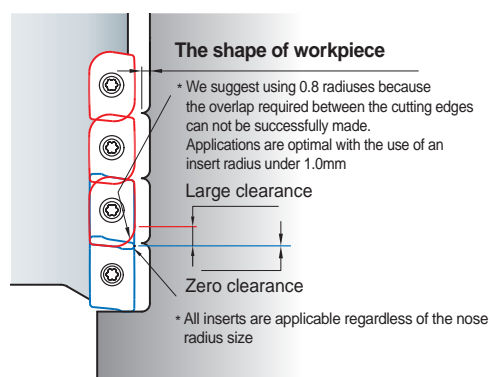 The shape of workpiece
* We suggest using 0.8 radiuses because
the overlap required between the cutting edges
can not be successfully made.
Applications are optimal with the use of an
insert radius under 1.0mm
Large clearance
Zero clearance
* All inserts are applicable regardless of the nose
radius size